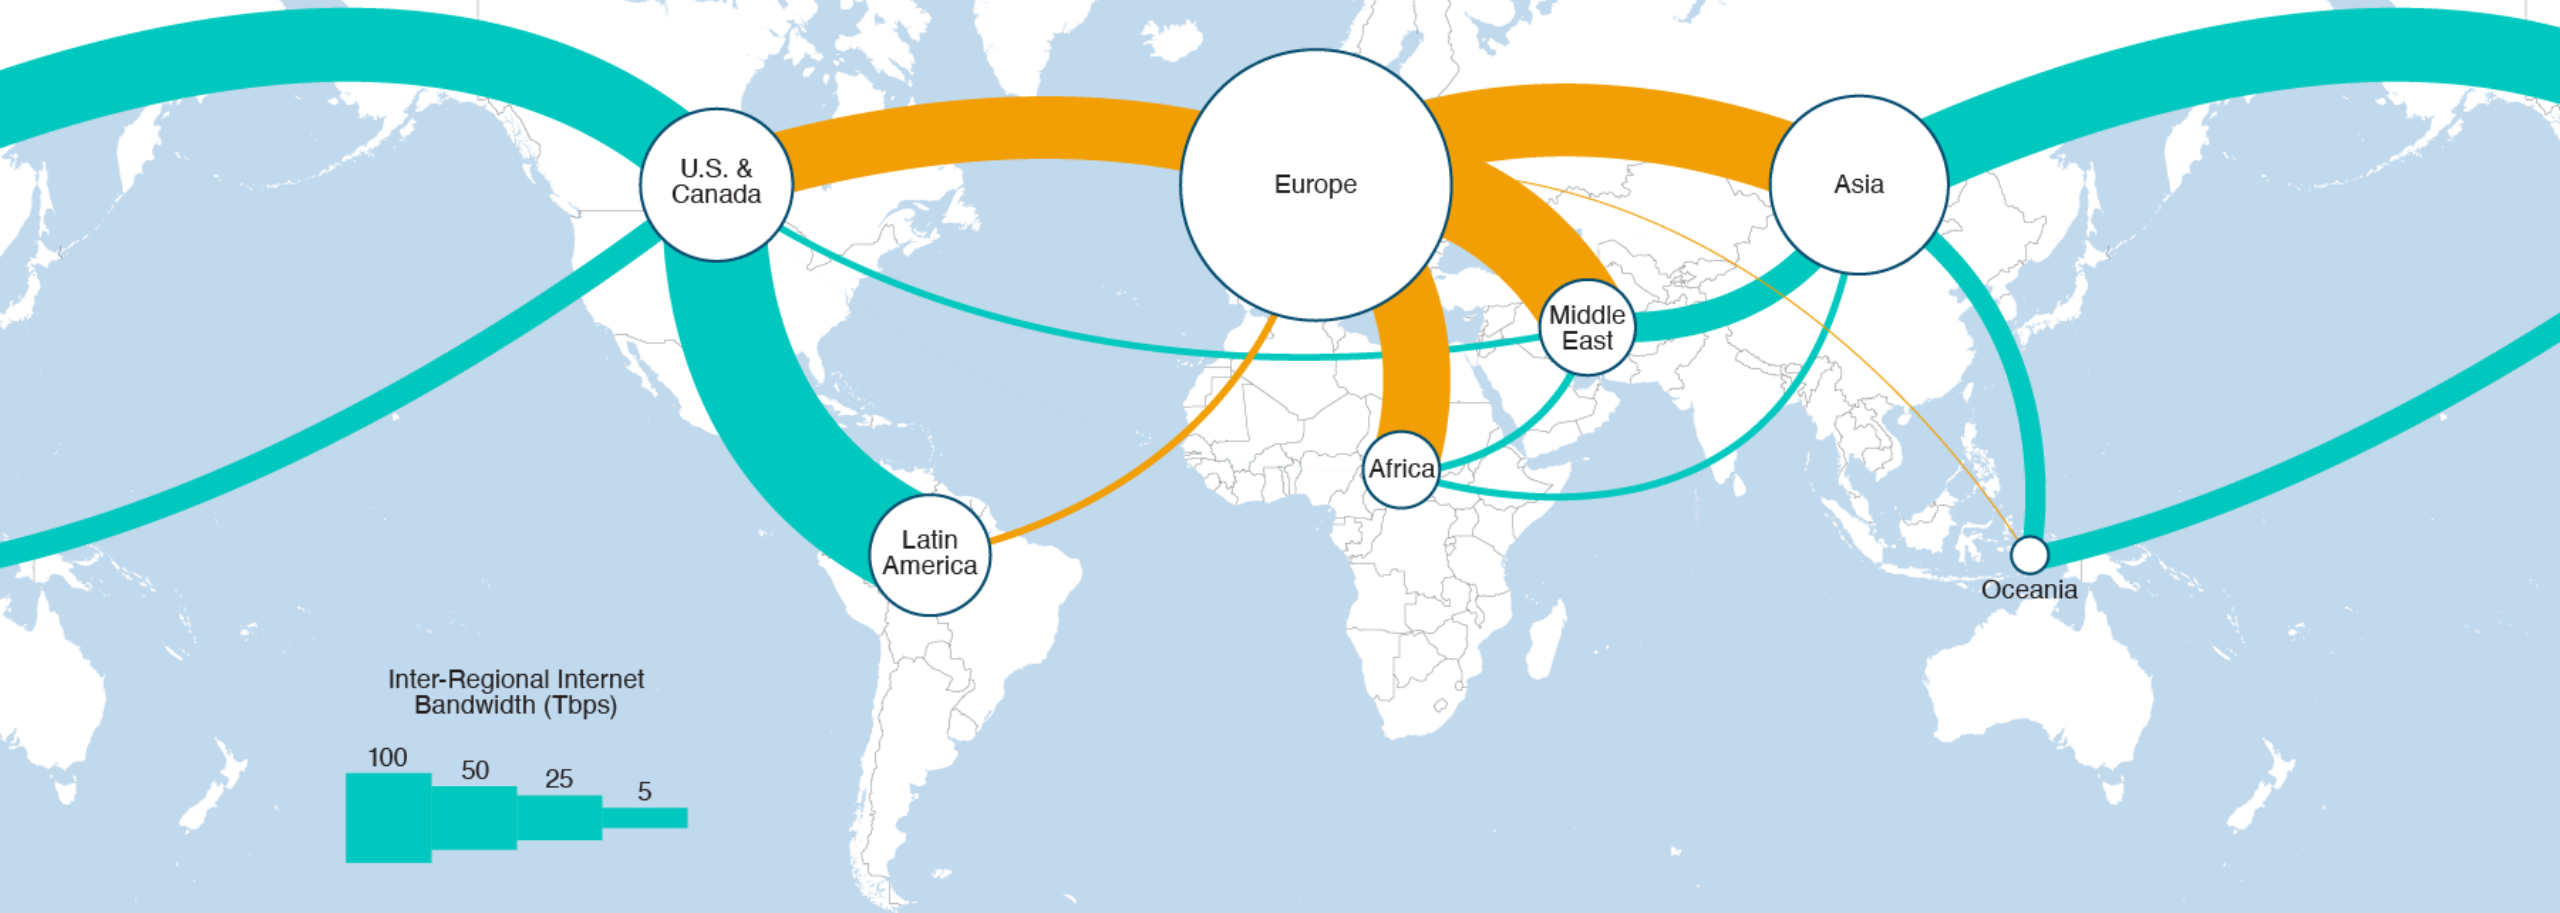 U.S. &
Canada
Europe
Asia
Middle
East
Africa
Latin
America
Oceania
Inter-Regional Internet
Bandwidth (Tbps)
100
50
25
5